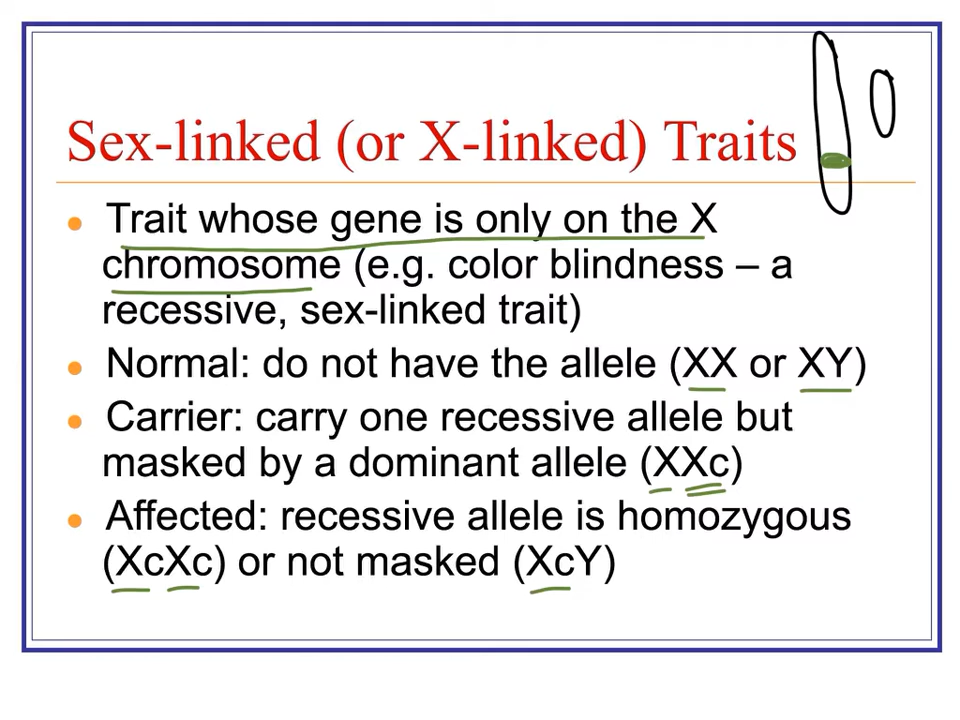 Sex-linked (or X-linked) Traits
• Trait whose gene is only on the X
chromosome (e.g. color blindness – a
recessive, sex-linked trait)
• Normal: do not have the allele (XX or XY)
• Carrier: carry one recessive allele but
masked by a dominant allele (XXc)
• Affected: recessive allele is homozygous
(XcXc) or not masked (XcY)